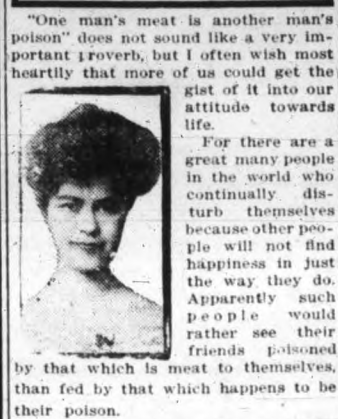 "One man's meat is another man's
poison" does not sound like a very im-
portant proverb, but I often wish most
heartily that more of us could get the
gist of it into our
attitude towards
life.
For there are a
great many people
in the world who
continually dis-
turb themselves
because other peo-
ple will not find
happiness in just
the way they do.
Apparently such
people would
rather see their
friends poisoned
by that which is meat to themselves,
than fed by that which happens to be
their poison.